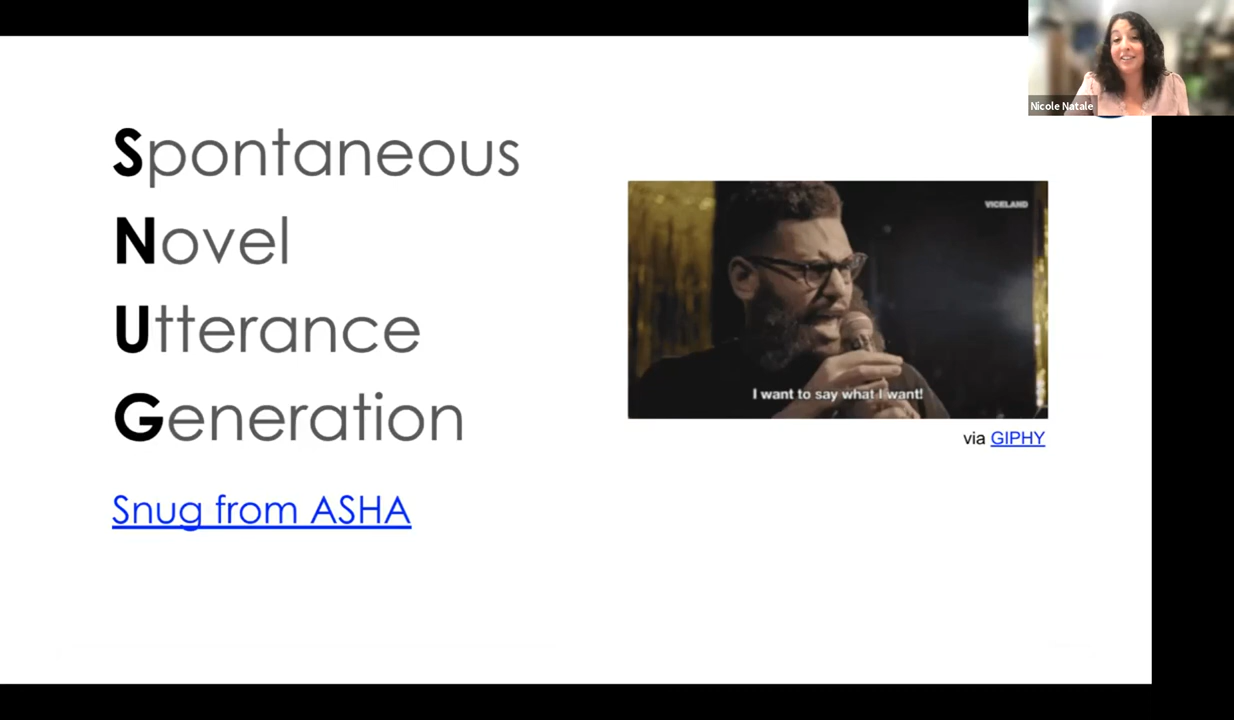 Nicole Natale
Spontaneous
Novel
Utterance
Generation
Snug from ASHA
VICELAND
I want to say what I want!
via GIPHY